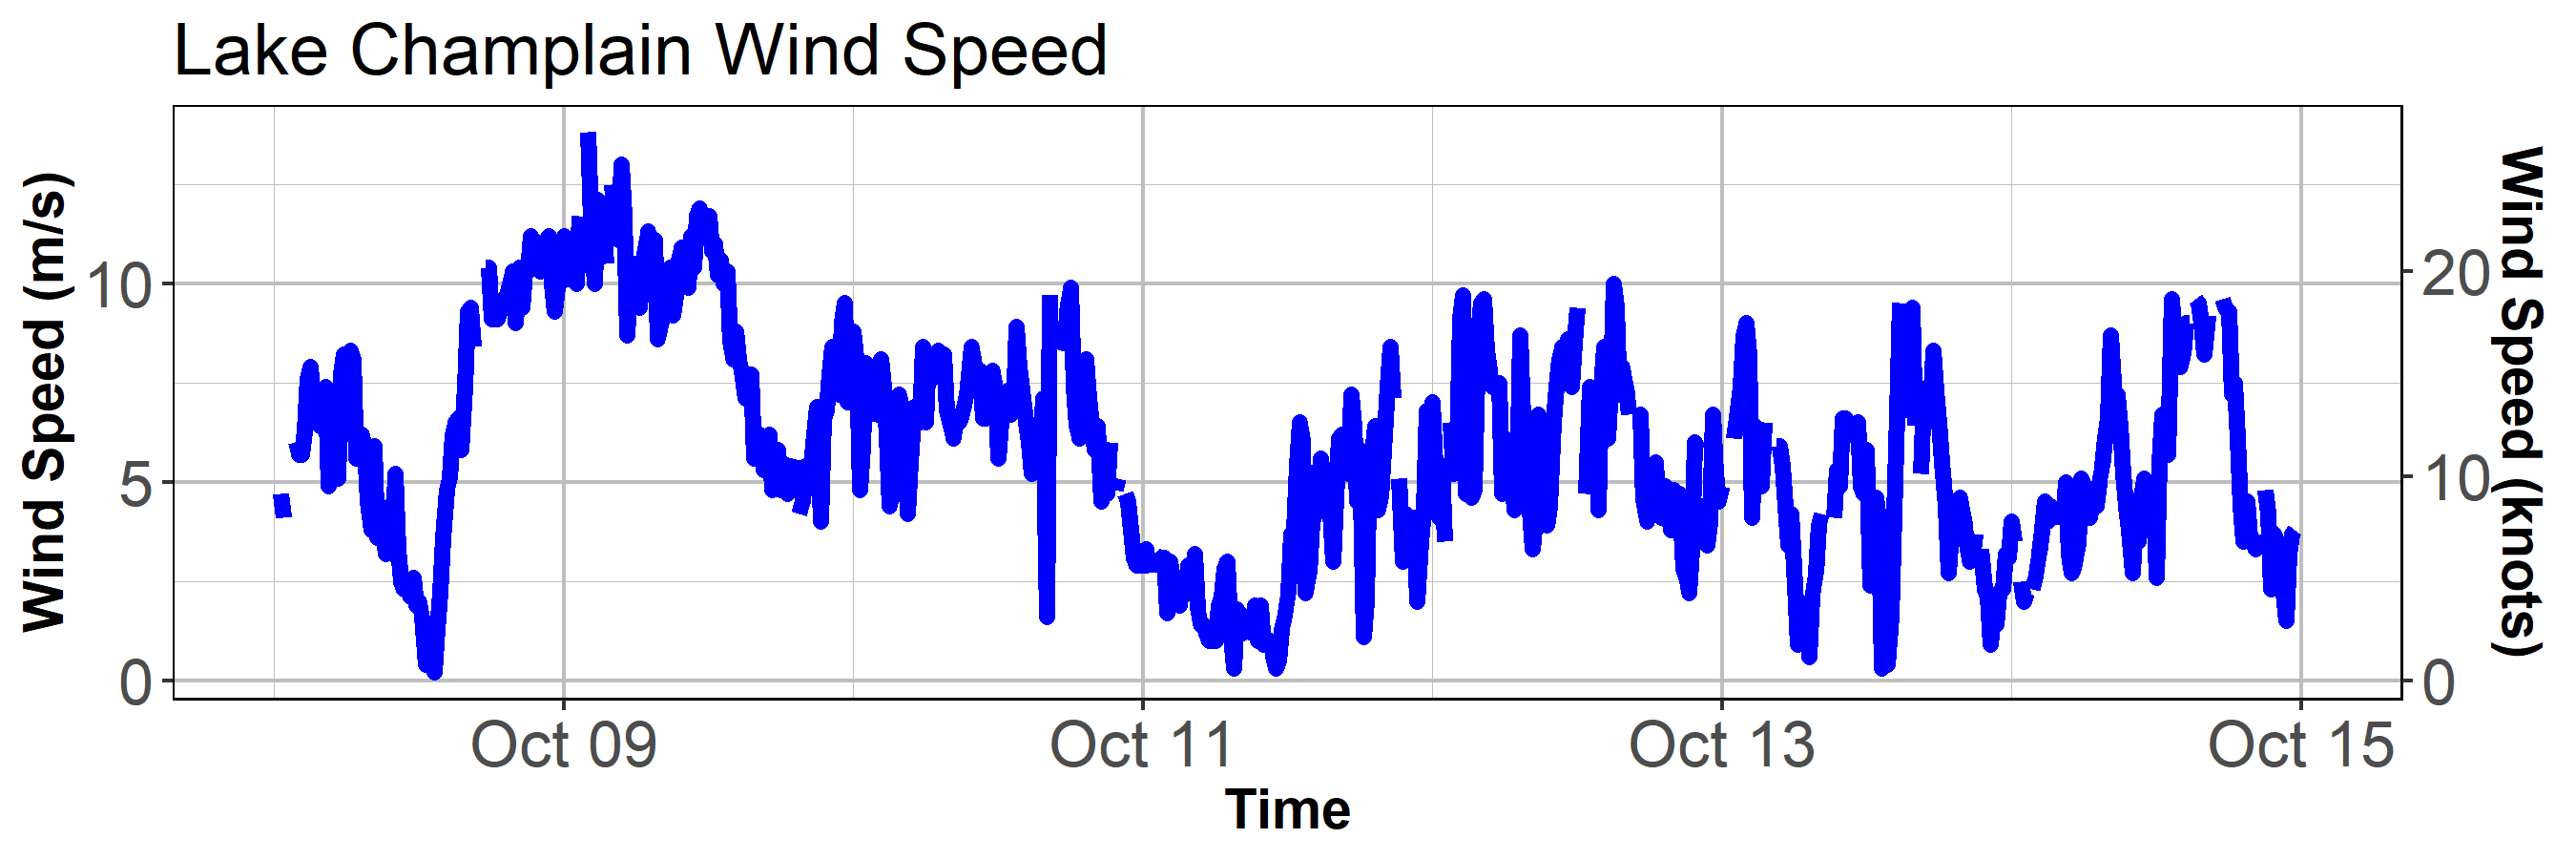 Lake Champlain Wind Speed
Wind Speed (m/s)
10
5
0
20
10
0
Wind Speed (knots)
Oct 09
Oct 11
Oct 13
Oct 15
Time